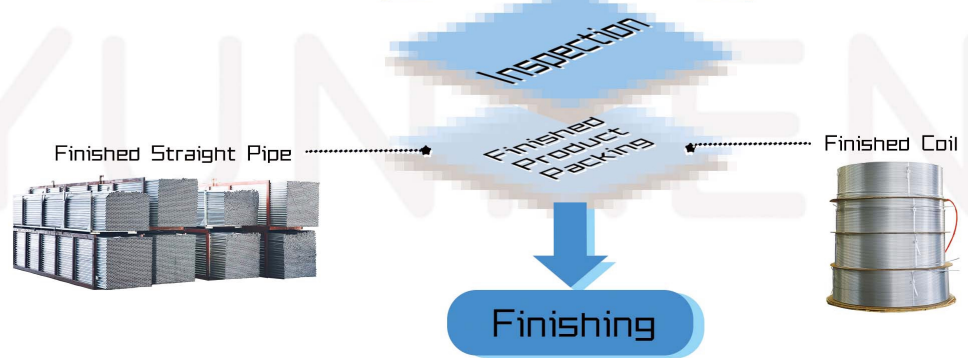 Inspection
Finished
Product
Packing
Finished Straight Pipe
Finished Coil
Finishing